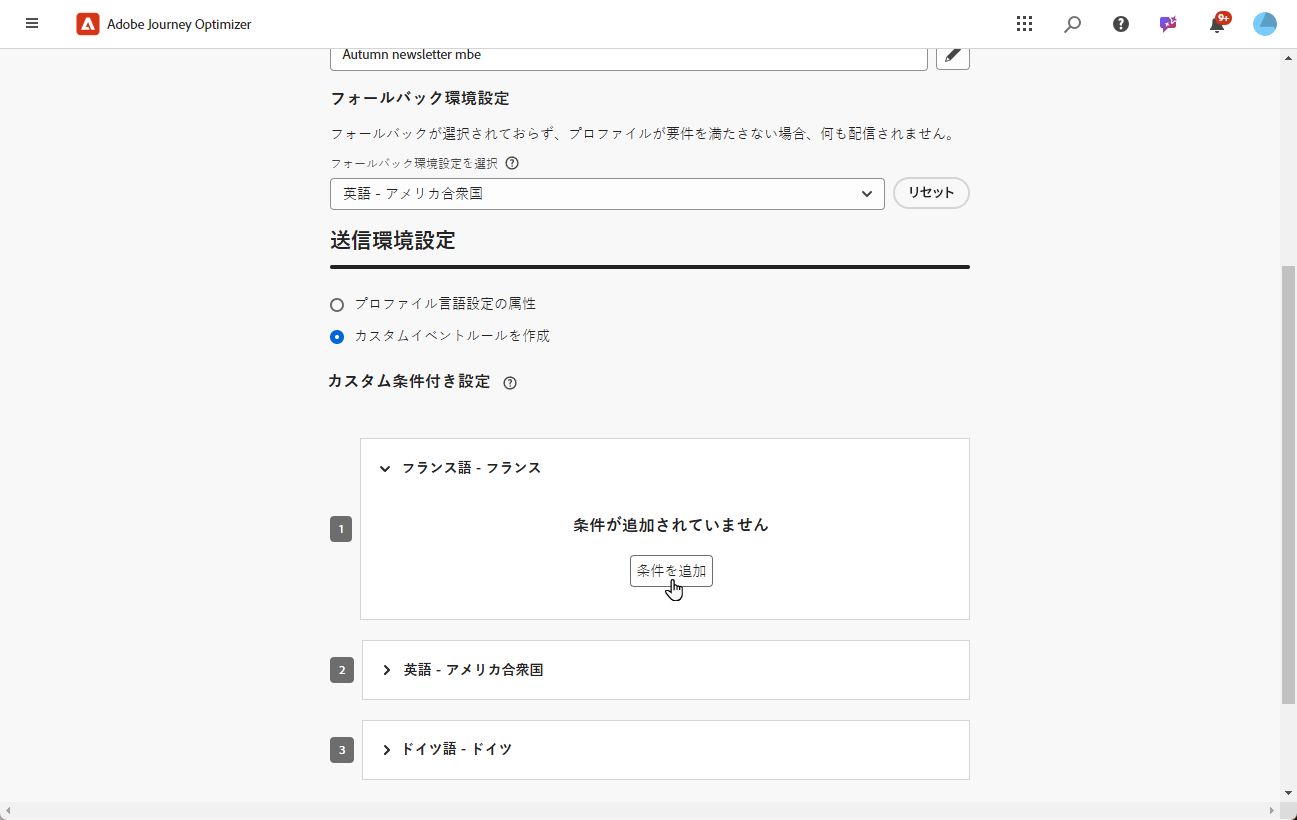 Adobe Journey Optimizer
9+
Autumn newsletter mbe
フォールバック環境設定
フォールバックが選択されておらず、プロファイルが要件を満たさない場合、何も配信されません。
フォールバック環境設定を選択
英語 - アメリカ合衆国
リセット
送信環境設定
プロファイル言語設定の属性
カスタムイベントルールを作成
カスタム条件付き設定
フランス語 - フランス
条件が追加されていません
1
条件を追加
2
英語 - アメリカ合衆国
3
ドイツ語 - ドイツ